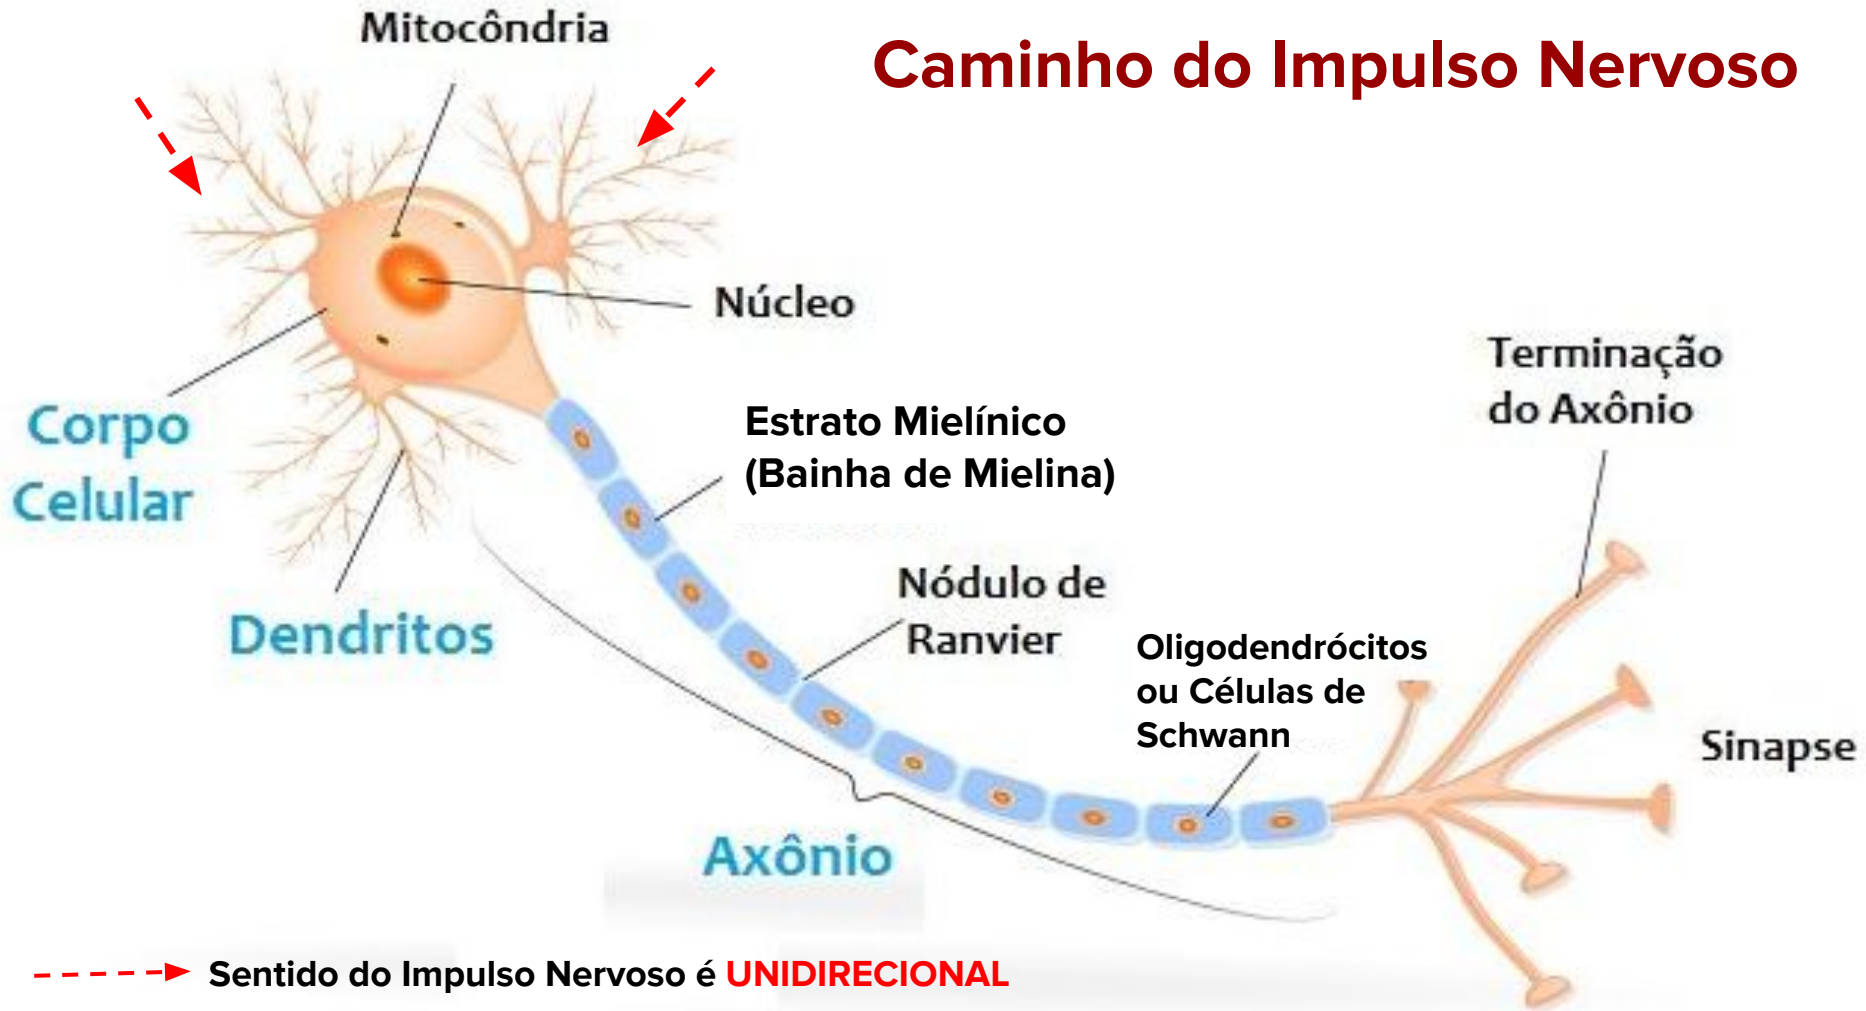 Mitocôndria
Caminho do Impulso Nervoso
Núcleo
Terminação
do Axônio
Corpo
Celular
Estrato Mielínico
(Bainha de Mielina)
Dendritos
Nódulo de
Ranvier
Oligodendrócitos
ou Células de
Schwann
Sinapse
Axônio
Sentido do Impulso Nervoso é UNIDIRECIONAL